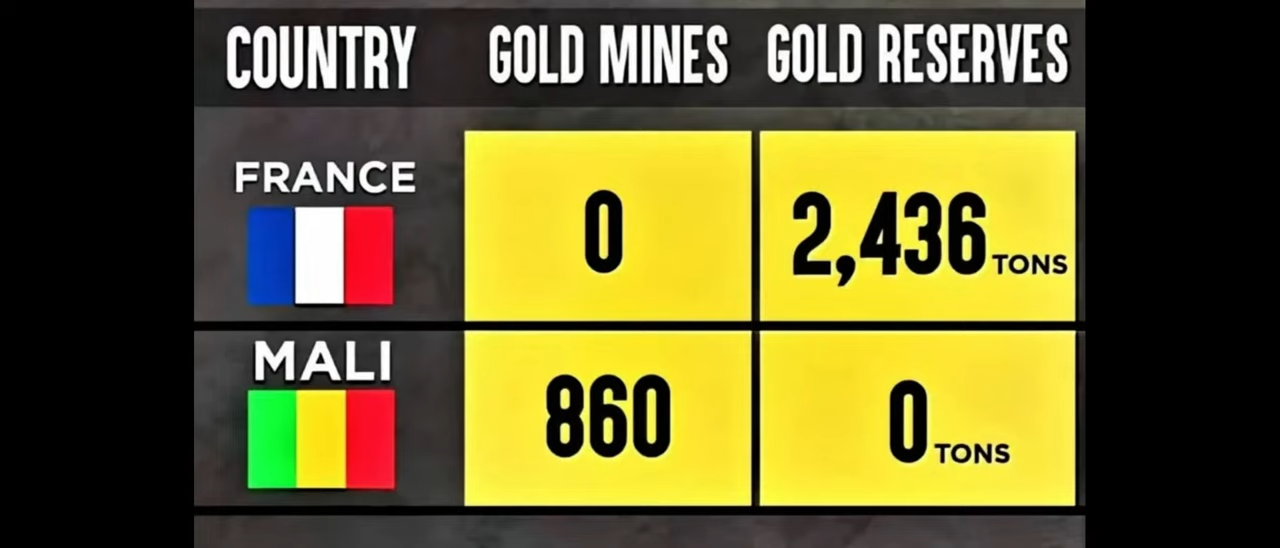 COUNTRY GOLD MINES GOLD RESERVES
FRANCE 0 2,436 TONS
MALI 860 0 TONS